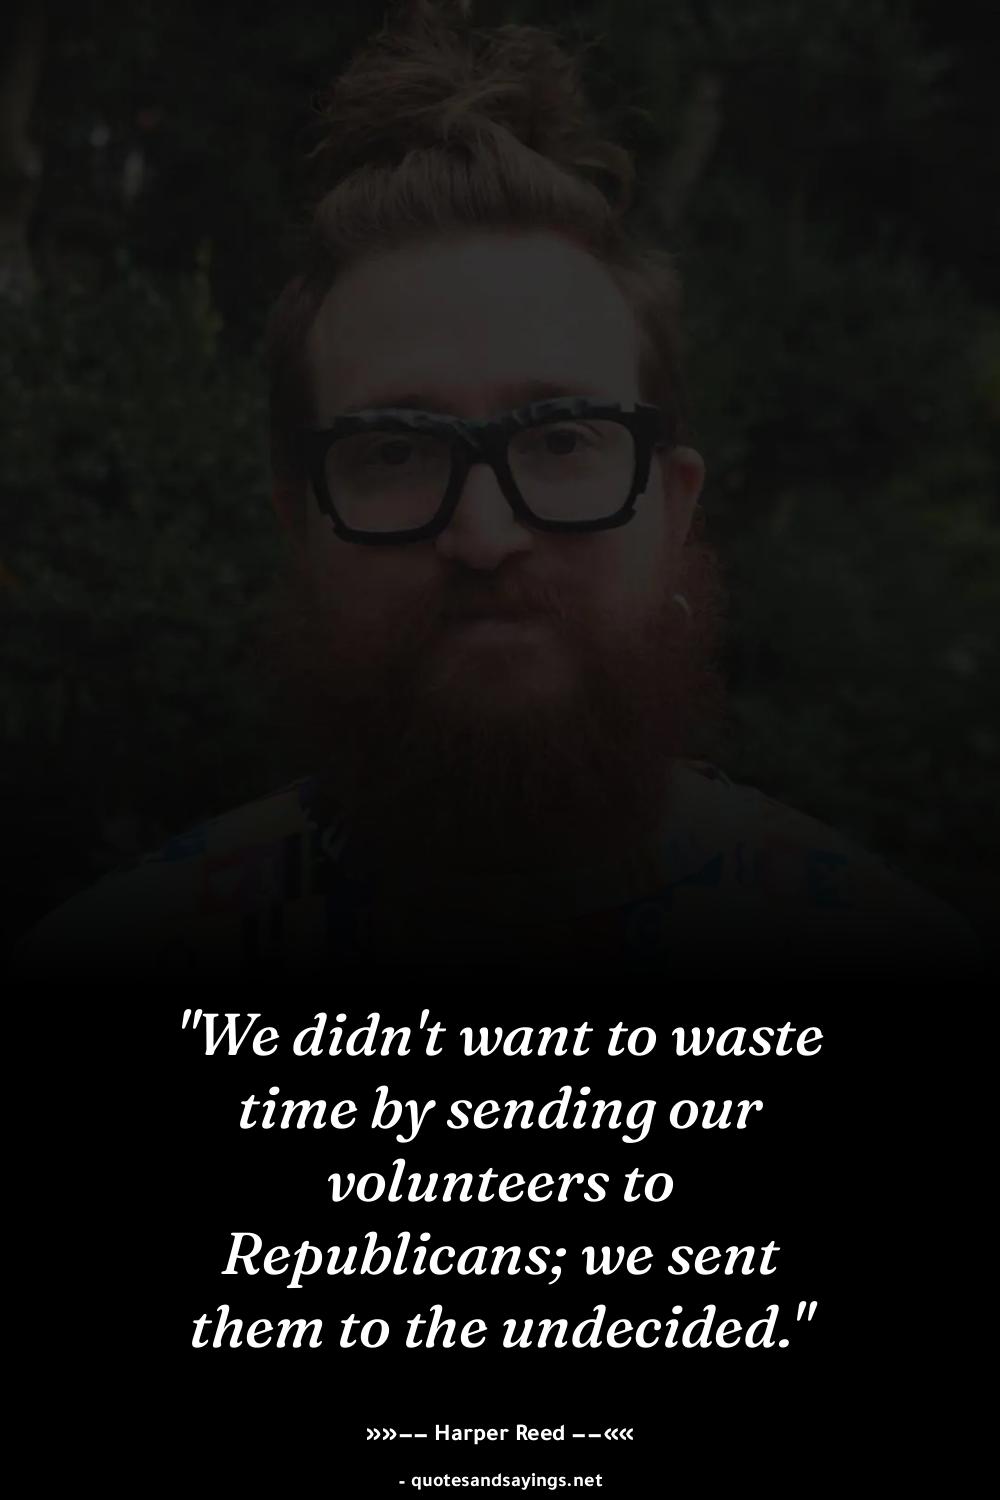 "We didn't want to waste
time by sending our
volunteers to
Republicans; we sent
them to the undecided."
»»–– Harper Reed ––««
- quotesandsayings.net